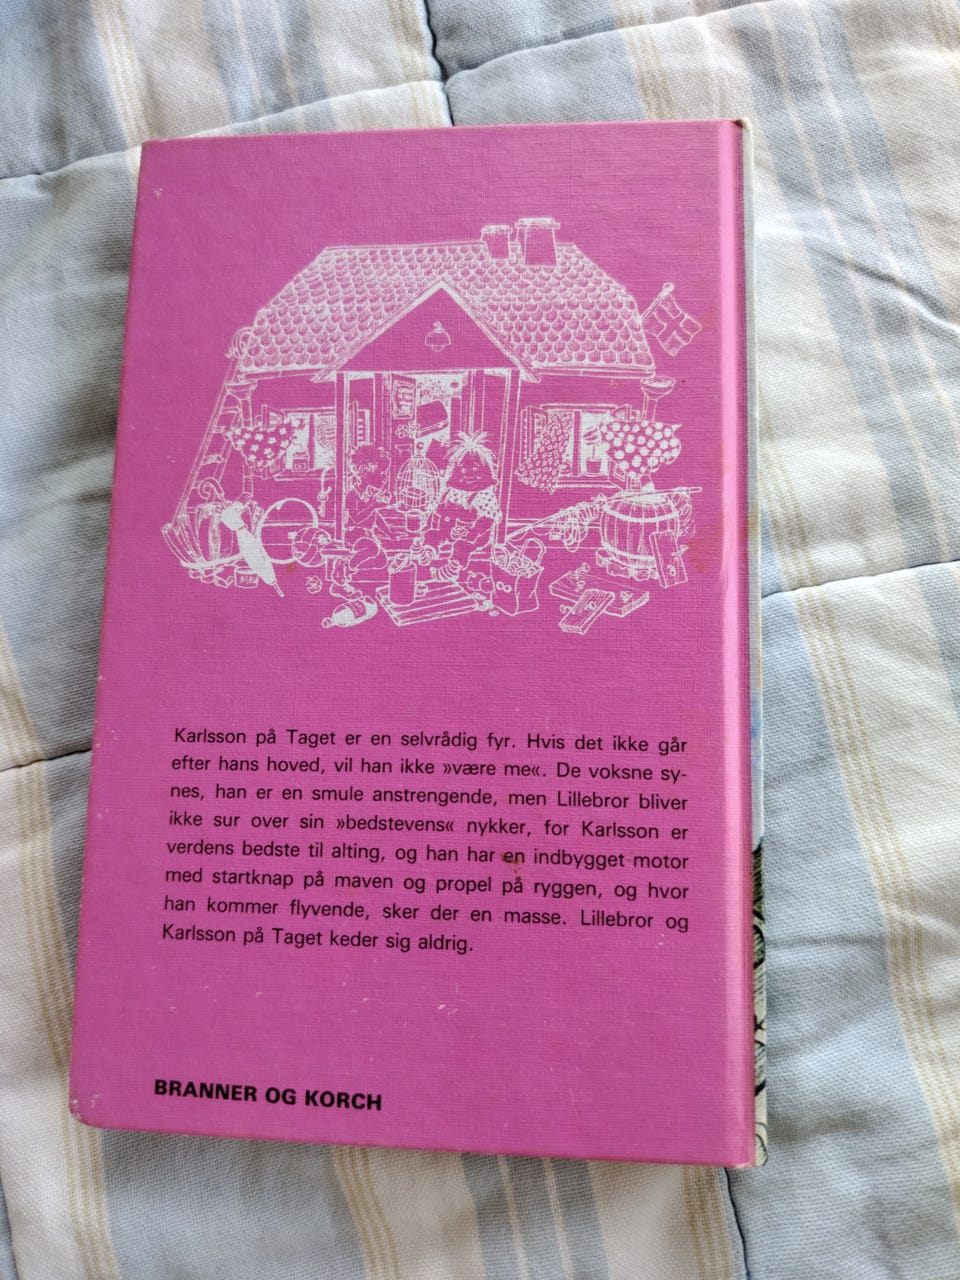 Karlsson på Taget er en selvrådig fyr. Hvis det ikke går
efter hans hoved, vil han ikke »være me«. De voksne sy-
nes, han er en smule anstrengende, men Lillebror bliver
ikke sur over sin »bedstevens« nykker, for Karlsson er
verdens bedste til alting, og han har en indbygget motor
med startknap på maven og propel på ryggen, og hvor
han kommer flyvende, sker der en masse. Lillebror og
Karlsson på Taget keder sig aldrig.
BRANNER OG KORCH